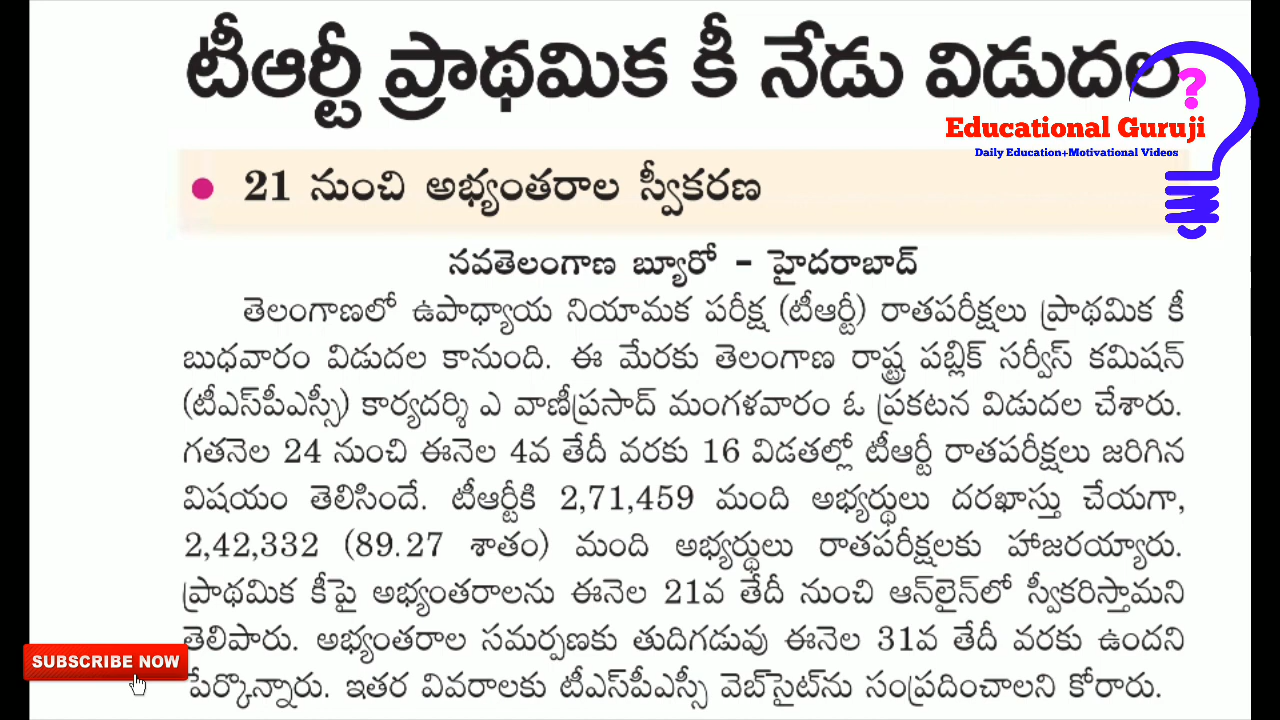 టీఆర్టీ ప్రాథమిక కీ నేడు విడుదల
?
Educational Guruji
Daily Education+Motivational Videos
● 21 నుంచి అభ్యంతరాల స్వీకరణ
నవతెలంగాణ బ్యూరో - హైదరాబాద్
తెలంగాణలో ఉపాధ్యాయ నియామక పరీక్ష (టీఆర్టీ) రాతపరీక్షలు ప్రాథమిక కీ
బుధవారం విడుదల కానుంది. ఈ మేరకు తెలంగాణ రాష్ట్ర పబ్లిక్ సర్వీస్ కమిషన్
(టీఎస్‌పీఎస్సీ) కార్యదర్శి ఎ వాణీప్రసాద్ మంగళవారం ఓ ప్రకటన విడుదల చేశారు.
గతనెల 24 నుంచి ఈనెల 4వ తేదీ వరకు 16 విడతల్లో టీఆర్టీ రాతపరీక్షలు జరిగిన
విషయం తెలిసిందే. టీఆర్టీకి 2,71,459 మంది అభ్యర్థులు దరఖాస్తు చేయగా,
2,42,332 (89.27 శాతం) మంది అభ్యర్థులు రాతపరీక్షలకు హాజరయ్యారు.
ప్రాథమిక కీపై అభ్యంతరాలను ఈనెల 21వ తేదీ నుంచి ఆన్‌లైన్‌లో స్వీకరిస్తామని
తెలిపారు. అభ్యంతరాల సమర్పణకు తుదిగడువు ఈనెల 31వ తేదీ వరకు ఉందని
పేర్కొన్నారు. ఇతర వివరాలకు టీఎస్‌పీఎస్సీ వెబ్‌సైట్‌ను సంప్రదించాలని కోరారు.
SUBSCRIBE NOW